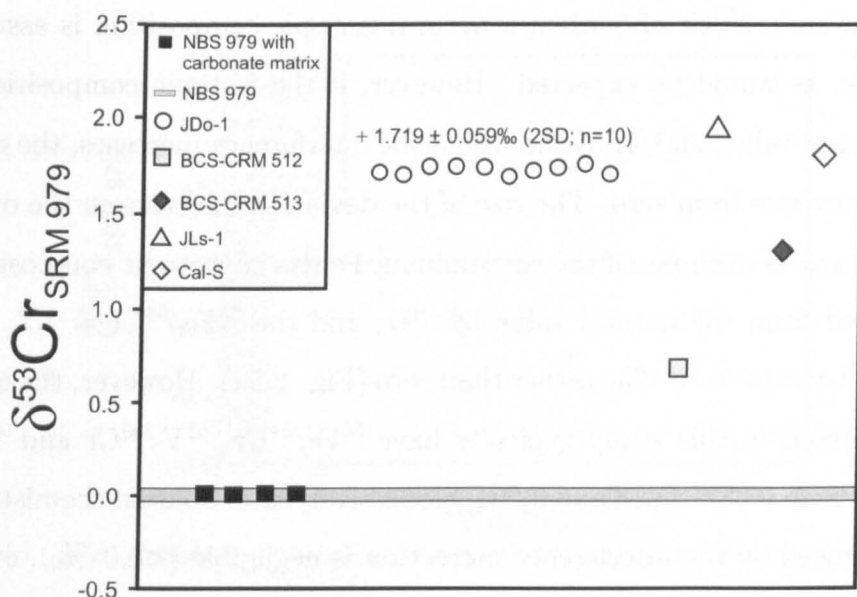 2.5
2.0
1.5
1.0
0.5
0.0
-0.5
δ53CrSRM 979
NBS 979 with
carbonate matrix
NBS 979
JDo-1
BCS-CRM 512
BCS-CRM 513
JLs-1
Cal-S
+ 1.719 ± 0.059‰ (2SD; n=10)